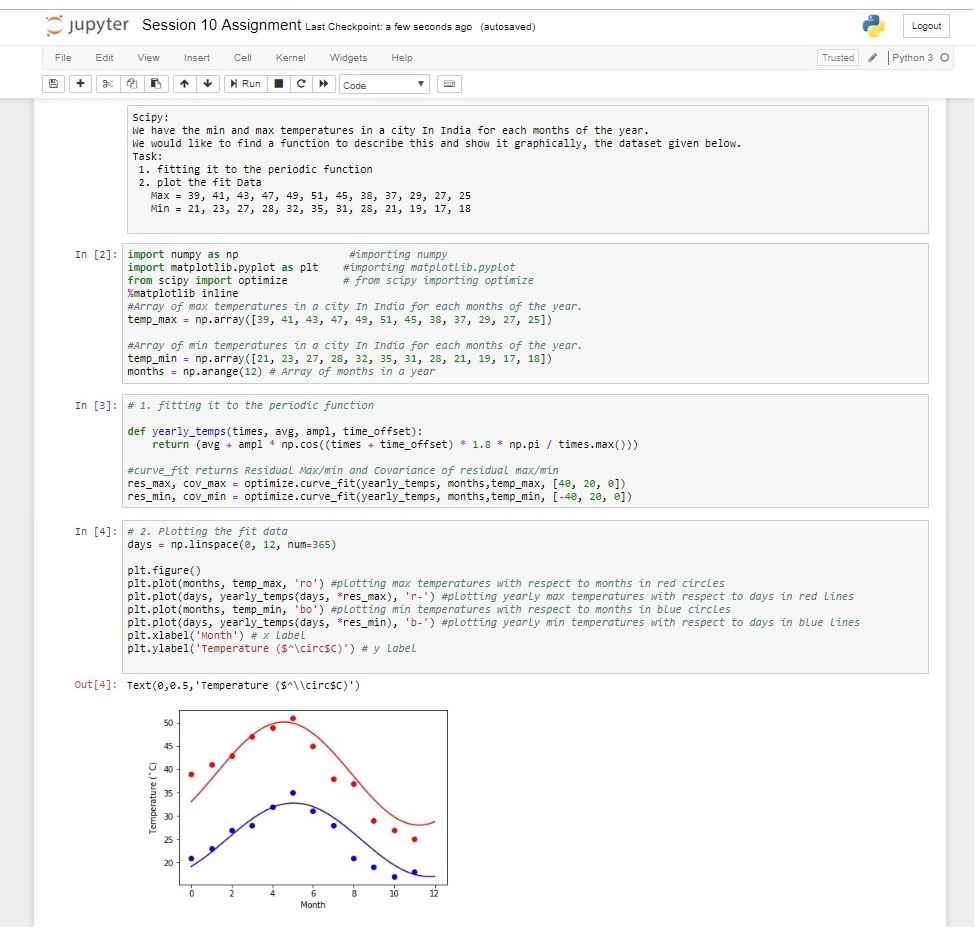 jupyter Session 10 Assignment Last Checkpoint: a few seconds ago (autosaved)
Logout
File Edit View Insert Cell Kernel Widgets Help
Trusted Python 3
Run Code
Scipy:
We have the min and max temperatures in a city In India for each months of the year.
We would like to find a function to describe this and show it graphically, the dataset given below.
Task:
1. fitting it to the periodic function
2. plot the fit Data
Max = 39, 41, 43, 47, 49, 51, 45, 38, 37, 29, 27, 25
Min = 21, 23, 27, 28, 32, 35, 31, 28, 21, 19, 17, 18
In [2]: import numpy as np #importing numpy
import matplotlib.pyplot as plt #importing matplotlib.pyplot
from scipy import optimize # from scipy importing optimize
%matplotlib inline
#Array of max temperatures in a city In India for each months of the year.
temp_max = np.array([39, 41, 43, 47, 49, 51, 45, 38, 37, 29, 27, 25])
#Array of min temperatures in a city In India for each months of the year.
temp_min = np.array([21, 23, 27, 28, 32, 35, 31, 28, 21, 19, 17, 18])
months = np.arange(12) # Array of months in a year
In [3]: # 1. fitting it to the periodic function
def yearly_temps(times, avg, ampl, time_offset):
return (avg + ampl * np.cos((times + time_offset) * 1.8 * np.pi / times.max()))
#curve_fit returns Residual Max/min and Covariance of residual max/min
res_max, cov_max = optimize.curve_fit(yearly_temps, months,temp_max, [40, 20, 0])
res_min, cov_min = optimize.curve_fit(yearly_temps, months,temp_min, [-40, 20, 0])
In [4]: # 2. Plotting the fit data
days = np.linspace(0, 12, num=365)
plt.figure()
plt.plot(months, temp_max, 'ro') #plotting max temperatures with respect to months in red circles
plt.plot(days, yearly_temps(days, *res_max), 'r-') #plotting yearly max temperatures with respect to days in red lines
plt.plot(months, temp_min, 'bo') #plotting min temperatures with respect to months in blue circles
plt.plot(days, yearly_temps(days, *res_min), 'b-') #plotting yearly min temperatures with respect to days in blue lines
plt.xlabel('Month') # x label
plt.ylabel('Temperature ($^\circ$C)') # y label
Out[4]: Text(0,0.5,'Temperature ($^\\circ$C)')
50
45
40
35
30
25
20
Temperature (°C)
0 2 4 6 8 10 12
Month